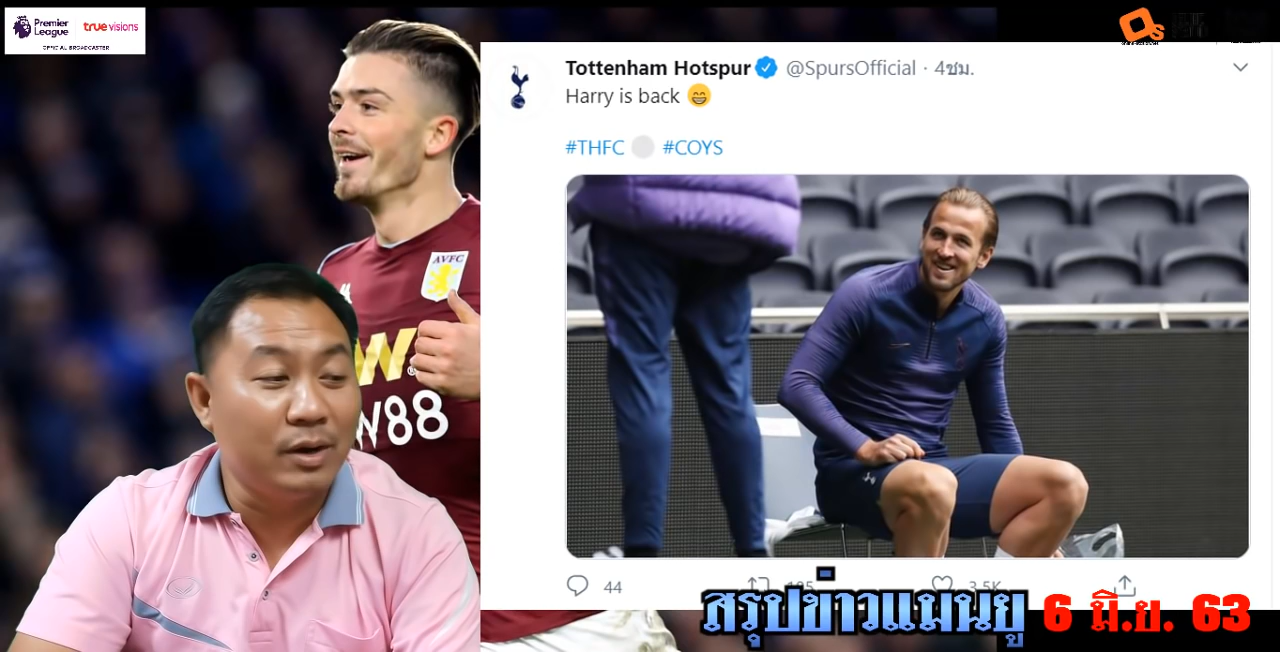 Premier
League
true visions
OFFICIAL BROADCASTER
Tottenham Hotspur @SpursOfficial · 4ชม.
Harry is back 😁
#THFC #COYS
AVFC
W88
44
185
3.5K
สรุปข่าวแมนยู 6 มิ.ย. 63